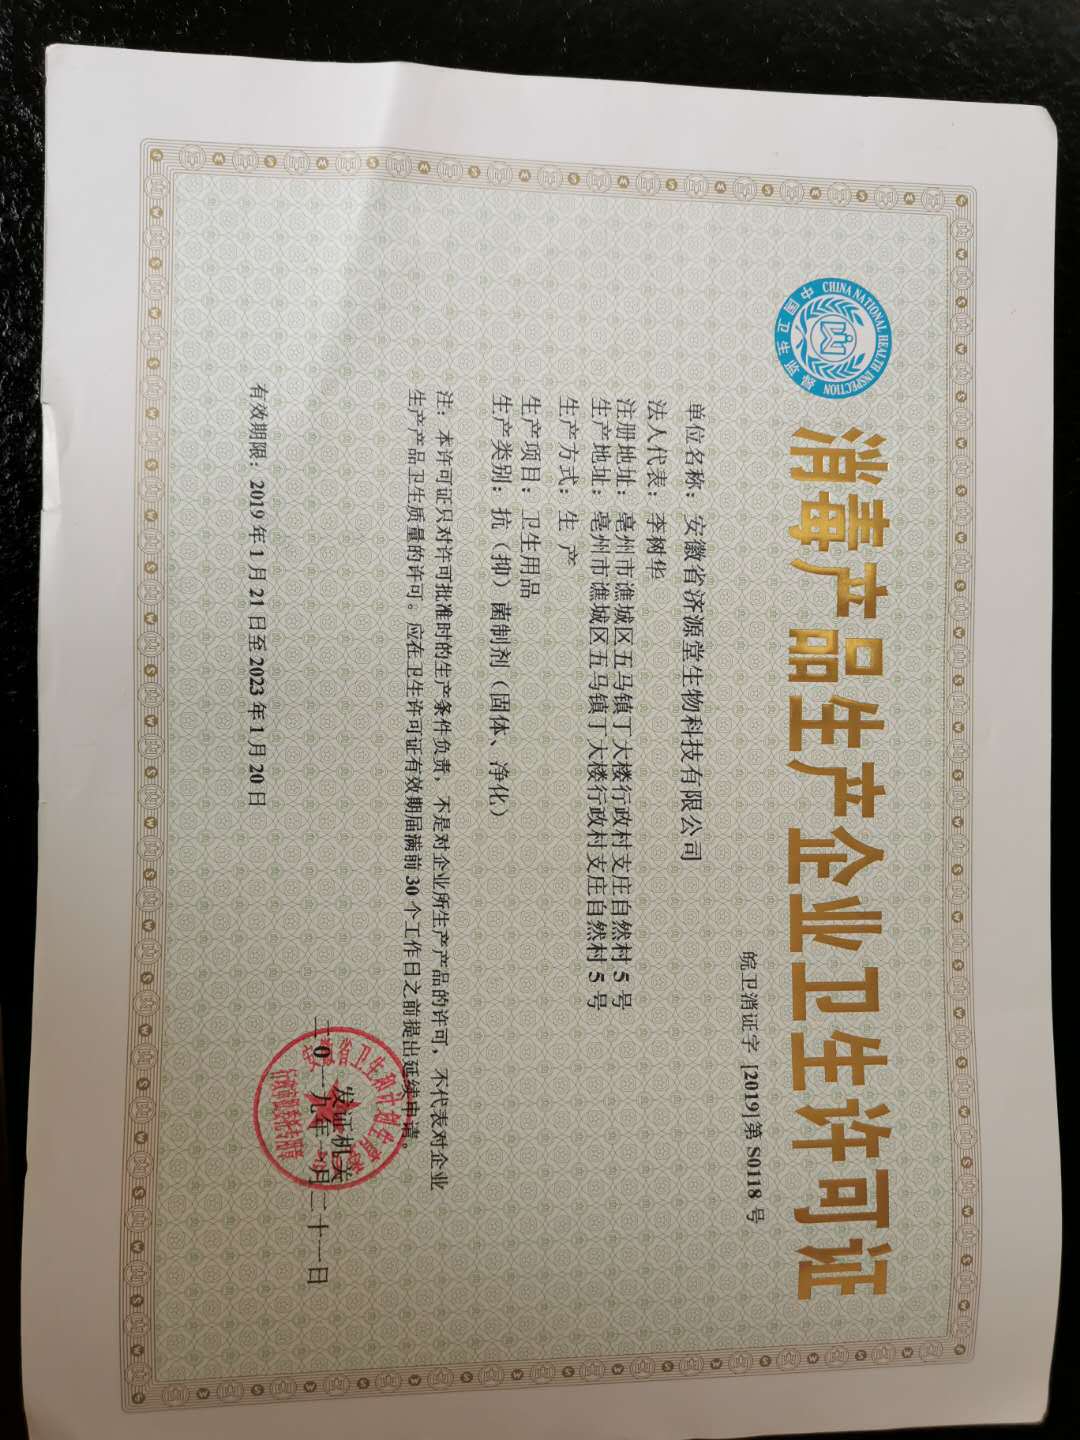 CHINA NATIONAL HEALTH INSPECTION
中国卫生监督
消毒产品生产企业卫生许可证
皖卫消证字 [2019]第 S0118 号
单位名称：安徽省济源堂生物科技有限公司
法人代表：李树华
注册地址：亳州市谯城区五马镇丁大楼行政村支庄自然村 5 号
生产地址：亳州市谯城区五马镇丁大楼行政村支庄自然村 5 号
生产方式：生 产
生产项目：卫生用品
生产类别：抗（抑）菌制剂（固体、净化）
注：本许可证只对许可批准时的生产条件负责，不是对企业所生产产品的许可，不代表对企业
生产产品卫生质量的许可。应在卫生许可证有效期届满前 30 个工作日之前提出延续申请。
发证机关
二0一九年一月二十一日
有效期限：2019 年 1 月 21 日至 2023 年 1 月 20 日